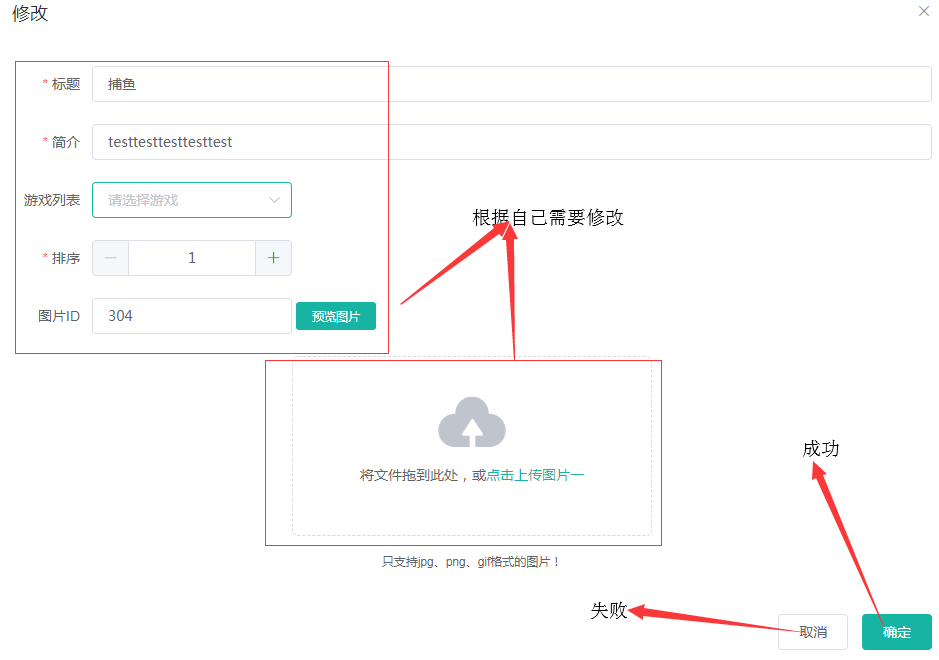 修改
* 标题 捕鱼
* 简介 testtesttesttesttest
游戏列表 请选择游戏
根据自己需要修改
* 排序 1
图片ID 304 预览图片
将文件拖到此处，或点击上传图片一
只支持jpg、png、gif格式的图片！
成功
失败
取消 确定